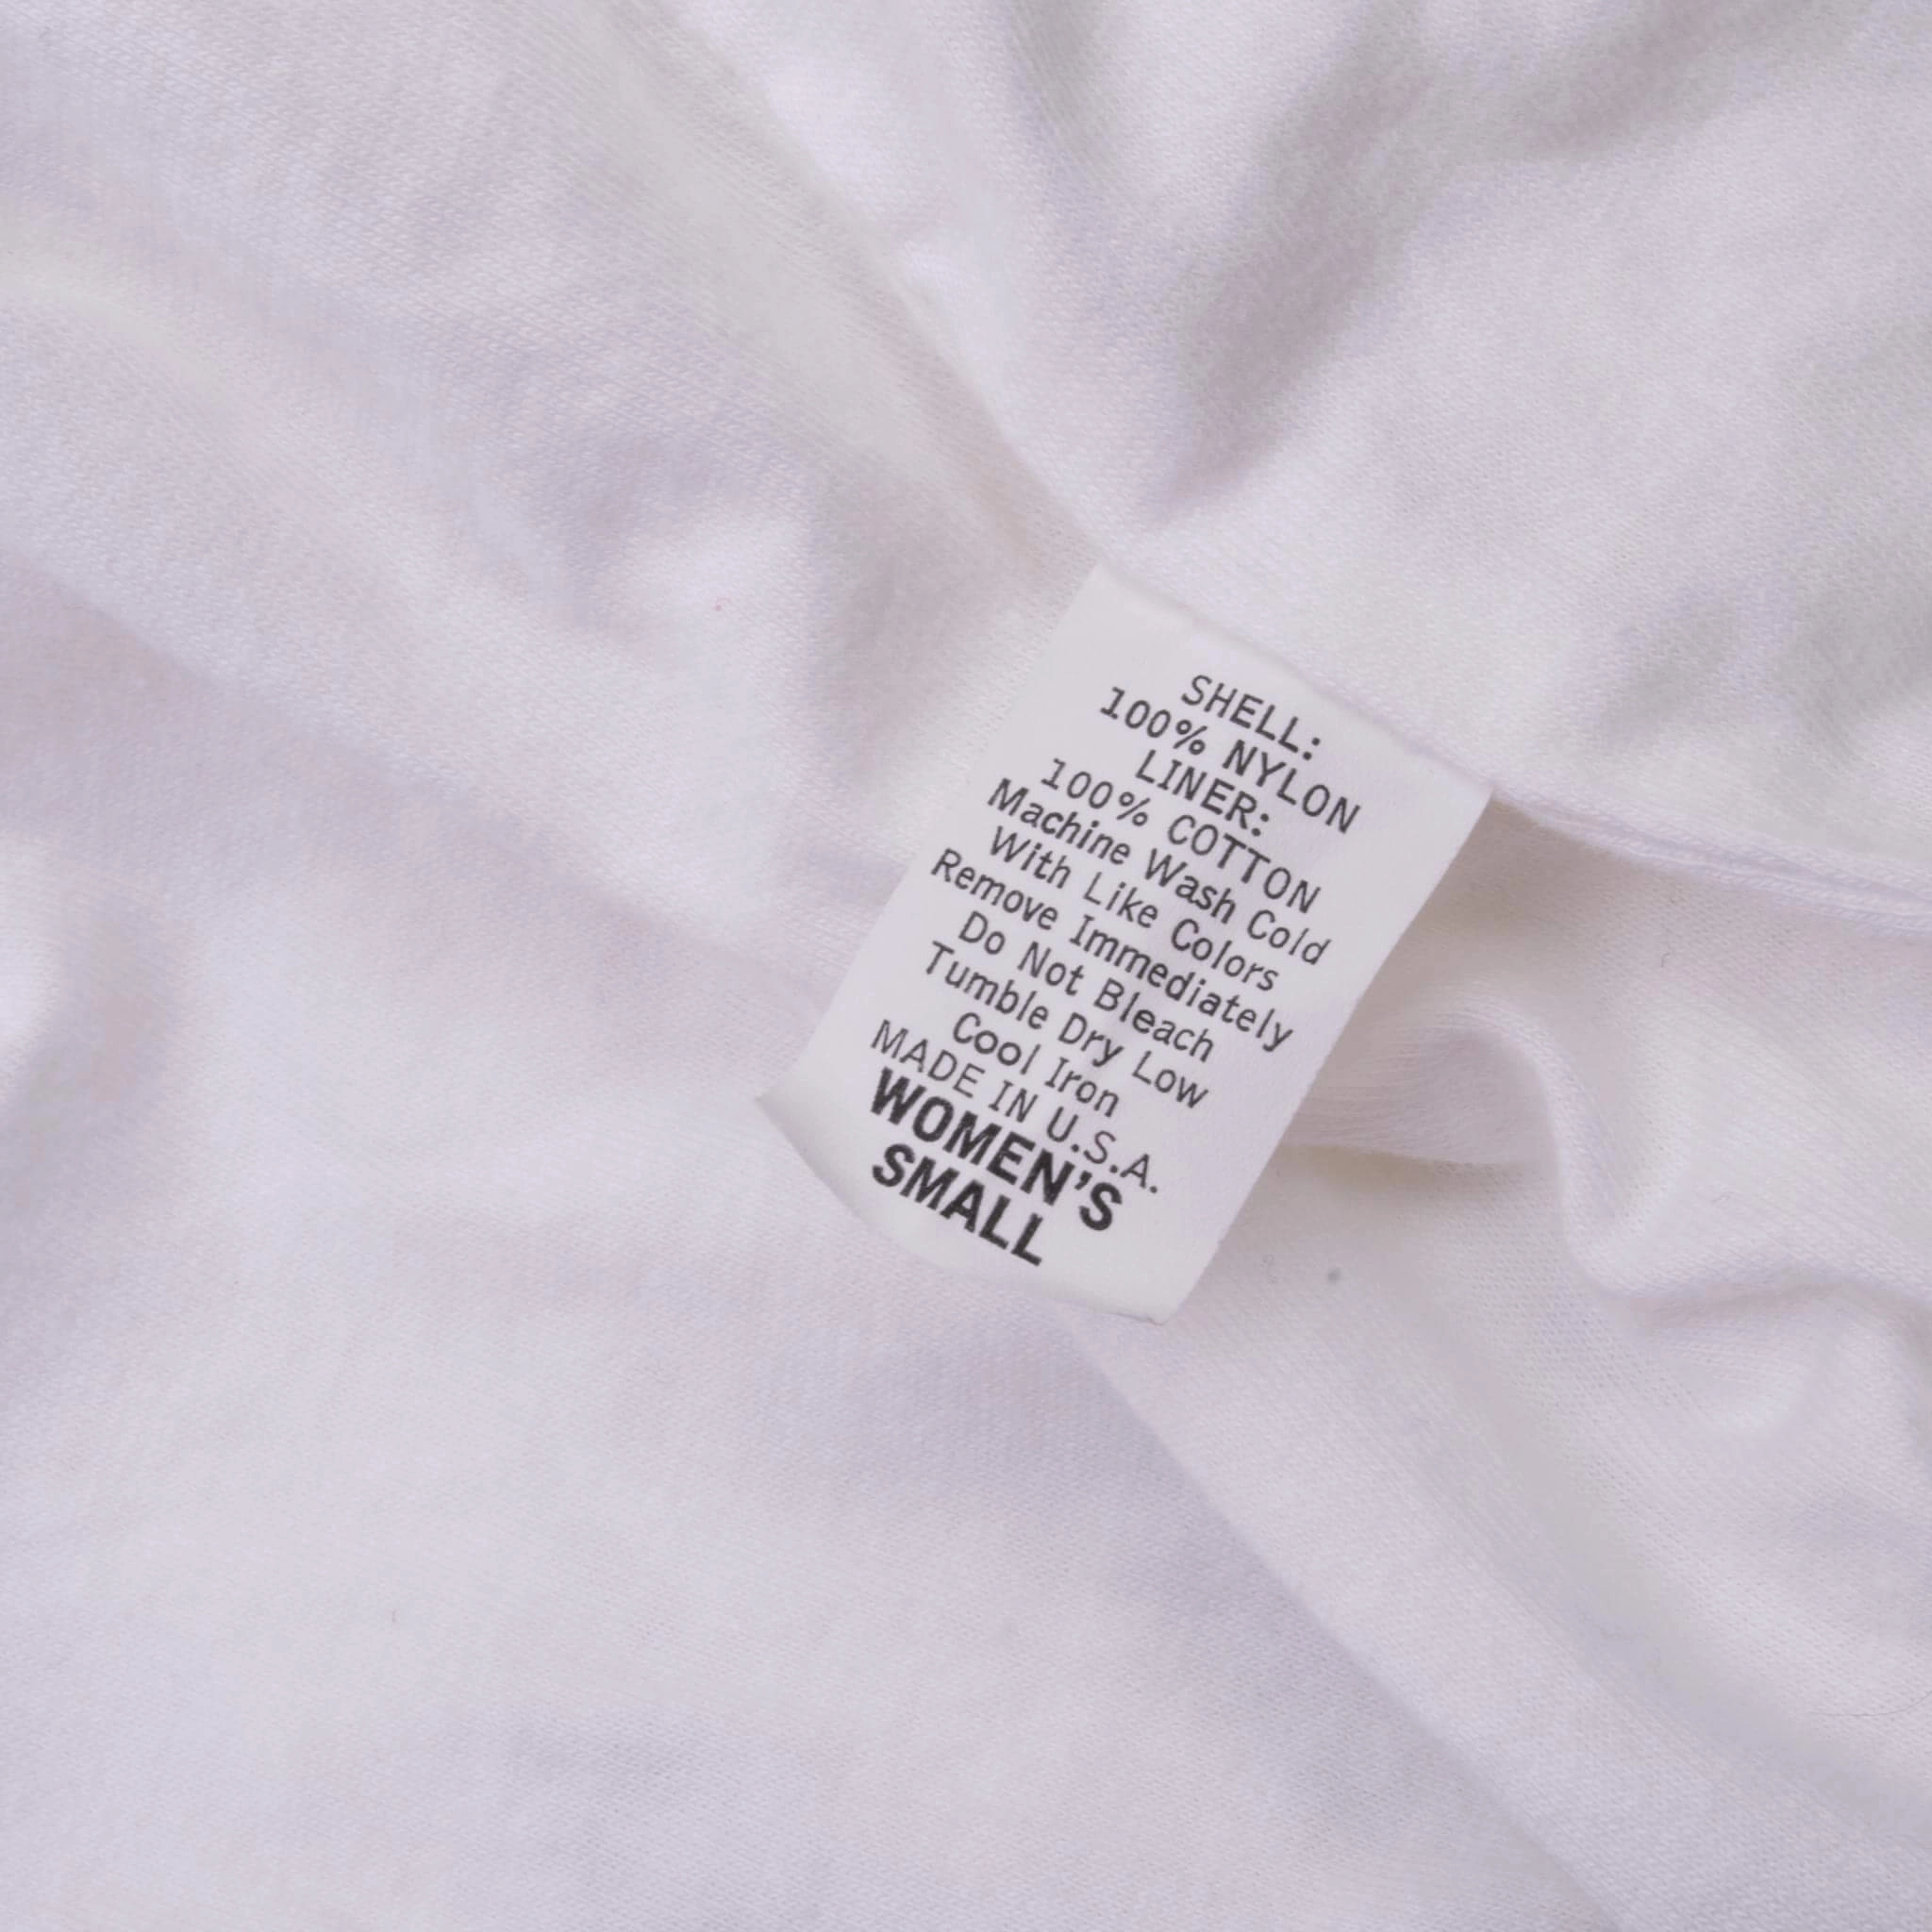 SHELL:
100% NYLON
LINER:
100% COTTON
Machine Wash Cold
With Like Colors
Remove Immediately
Do Not Bleach
Tumble Dry Low
Cool Iron
MADE IN U.S.A.
WOMEN'S
SMALL